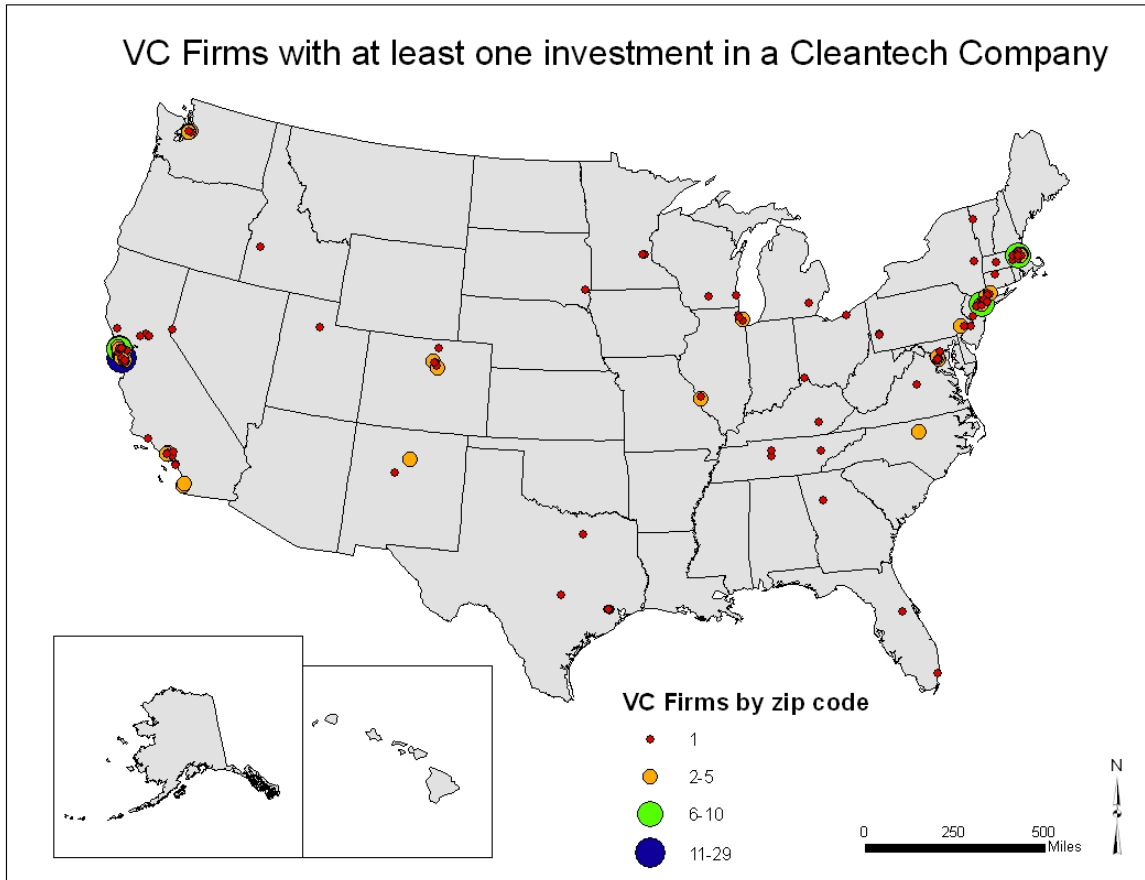 VC Firms with at least one investment in a Cleantech Company
VC Firms by zip code
1
2-5
6-10
11-29
N
0 250 500
Miles